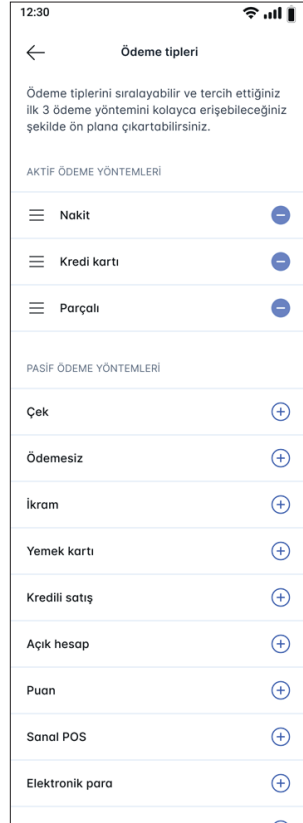 12:30
Ödeme tipleri
Ödeme tiplerini sıralayabilir ve tercih ettiğiniz
ilk 3 ödeme yöntemini kolayca erişebileceğiniz
şekilde ön plana çıkartabilirsiniz.
AKTİF ÖDEME YÖNTEMLERİ
Nakit
Kredi kartı
Parçalı
PASİF ÖDEME YÖNTEMLERİ
Çek
Ödemesiz
İkram
Yemek kartı
Kredili satış
Açık hesap
Puan
Sanal POS
Elektronik para